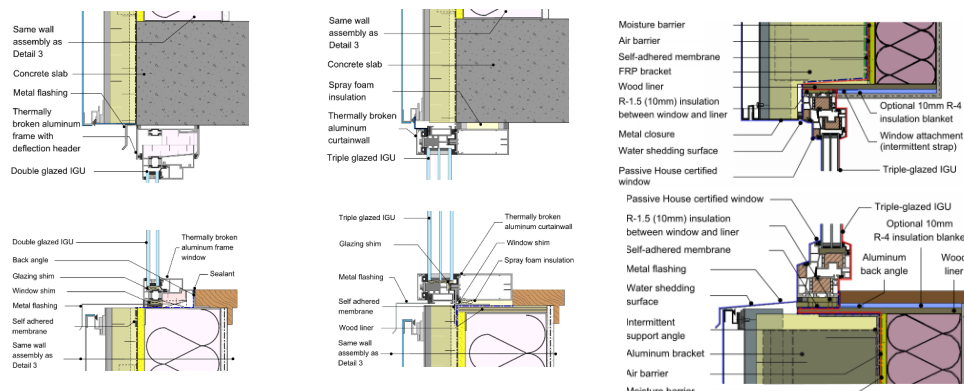 Same wall
assembly as
Detail 3
Concrete slab
Metal flashing
Thermally
broken aluminum
frame with
deflection header
Double glazed IGU
Same wall
assembly as
Detail 3
Concrete slab
Spray foam
insulation
Thermally broken
aluminum
curtainwall
Triple glazed IGU
Moisture barrier
Air barrier
Self-adhered membrane
FRP bracket
Wood liner
R-1.5 (10mm) insulation
between window and liner
Metal closure
Water shedding surface
Passive House certified
window
Optional 10mm R-4
insulation blanket
Window attachment
(intermittent strap)
Triple-glazed IGU
Double glazed IGU
Back angle
Glazing shim
Window shim
Metal flashing
Self adhered
membrane
Same wall
assembly as
Detail 3
Thermally broken
aluminum frame
window
Sealant
Triple glazed IGU
Glazing shim
Metal flashing
Self adhered
membrane
Wood liner
Same wall
assembly as
Detail 3
Thermally broken
aluminum curtainwall
Window shim
Spray foam insulation
Passive House certified window
R-1.5 (10mm) insulation
between window and liner
Self-adhered membrane
Metal flashing
Water shedding
surface
Intermittent
support angle
Aluminum bracket
Air barrier
Moisture barrier
Triple-glazed IGU
Optional 10mm
R-4 insulation blanke
Aluminum
back angle
Wood
liner